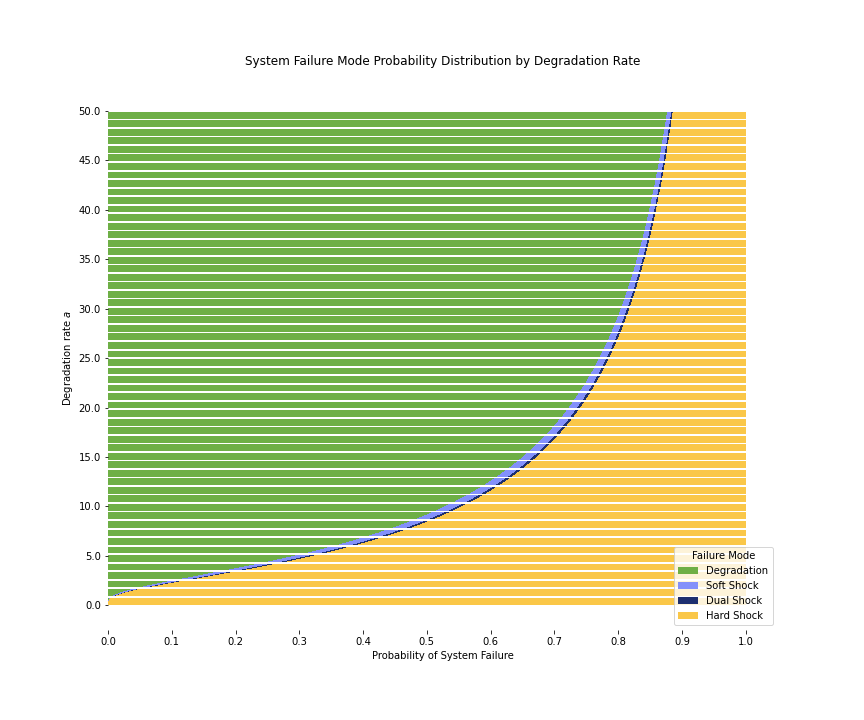 System Failure Mode Probability Distribution by Degradation Rate
50.0
45.0
40.0
35.0
30.0
25.0
20.0
15.0
10.0
5.0
0.0
Degradation rate a
Failure Mode
Degradation
Soft Shock
Dual Shock
Hard Shock
0.0 0.1 0.2 0.3 0.4 0.5 0.6 0.7 0.8 0.9 1.0
Probability of System Failure